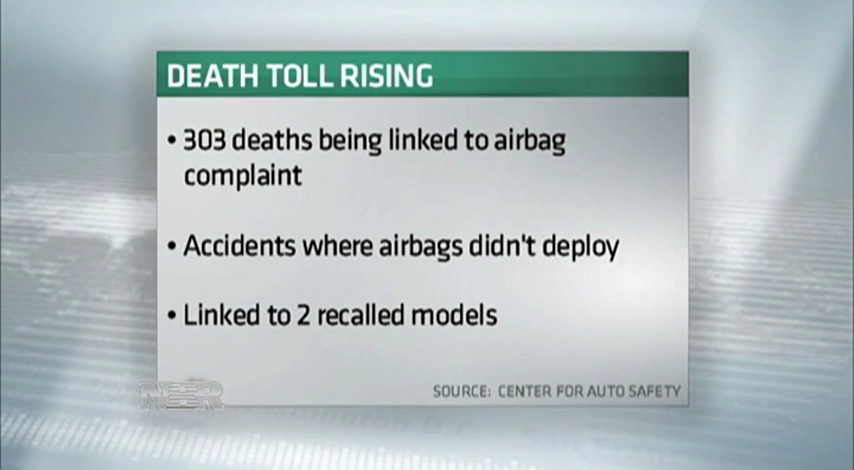 DEATH TOLL RISING
• 303 deaths being linked to airbag
complaint
• Accidents where airbags didn't deploy
• Linked to 2 recalled models
NBR
SOURCE: CENTER FOR AUTO SAFETY